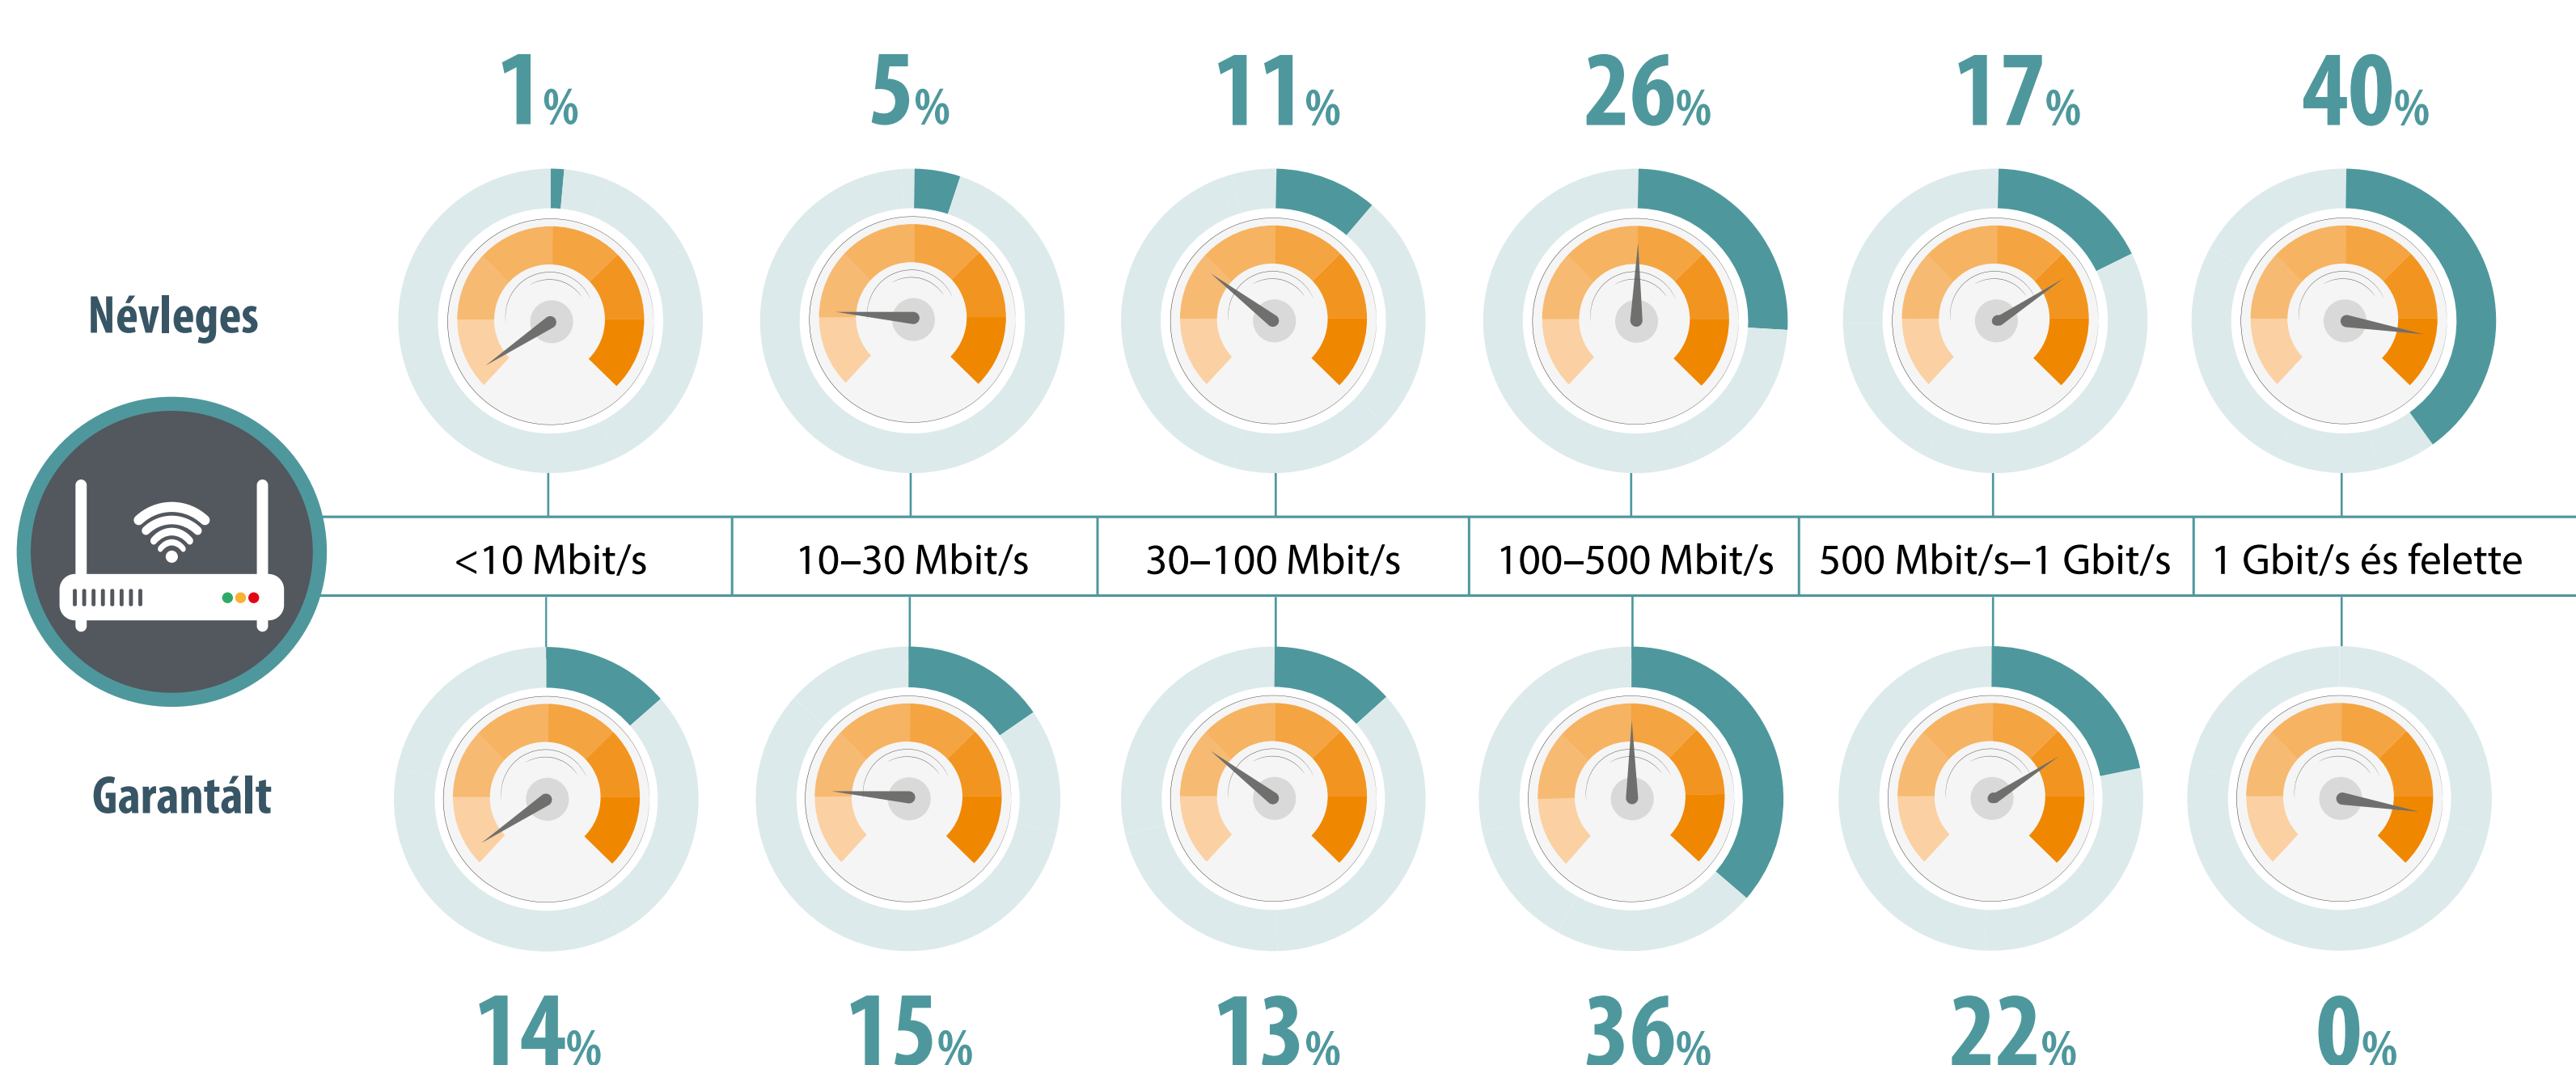 1% 5% 11% 26% 17% 40%
Névleges
<10 Mbit/s 10–30 Mbit/s 30–100 Mbit/s 100–500 Mbit/s 500 Mbit/s–1 Gbit/s 1 Gbit/s és felette
Garantált
14% 15% 13% 36% 22% 0%